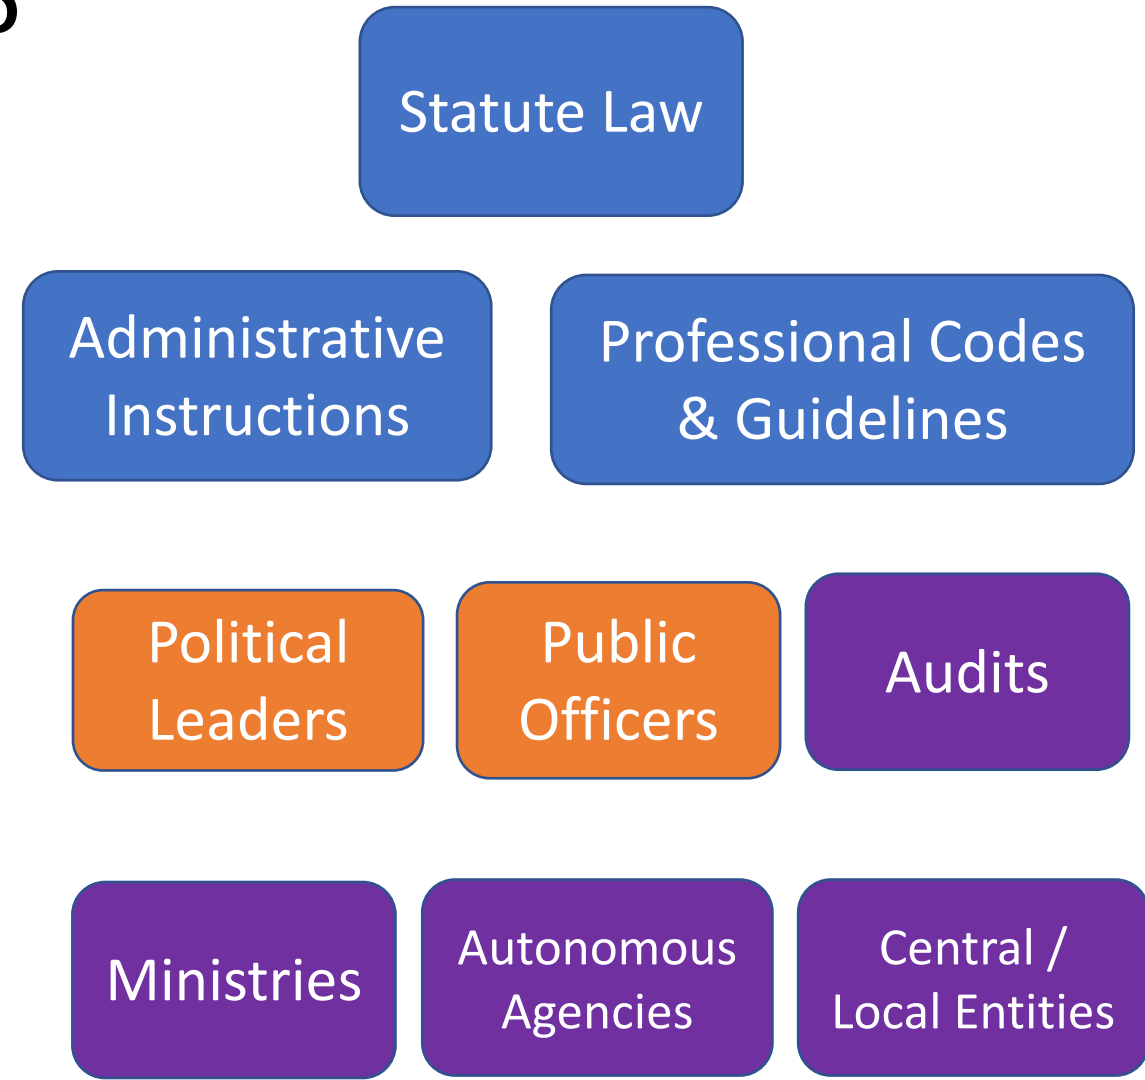 Statute Law
Administrative
Instructions
Professional Codes
& Guidelines
Political
Leaders
Public
Officers
Audits
Ministries
Autonomous
Agencies
Central /
Local Entities